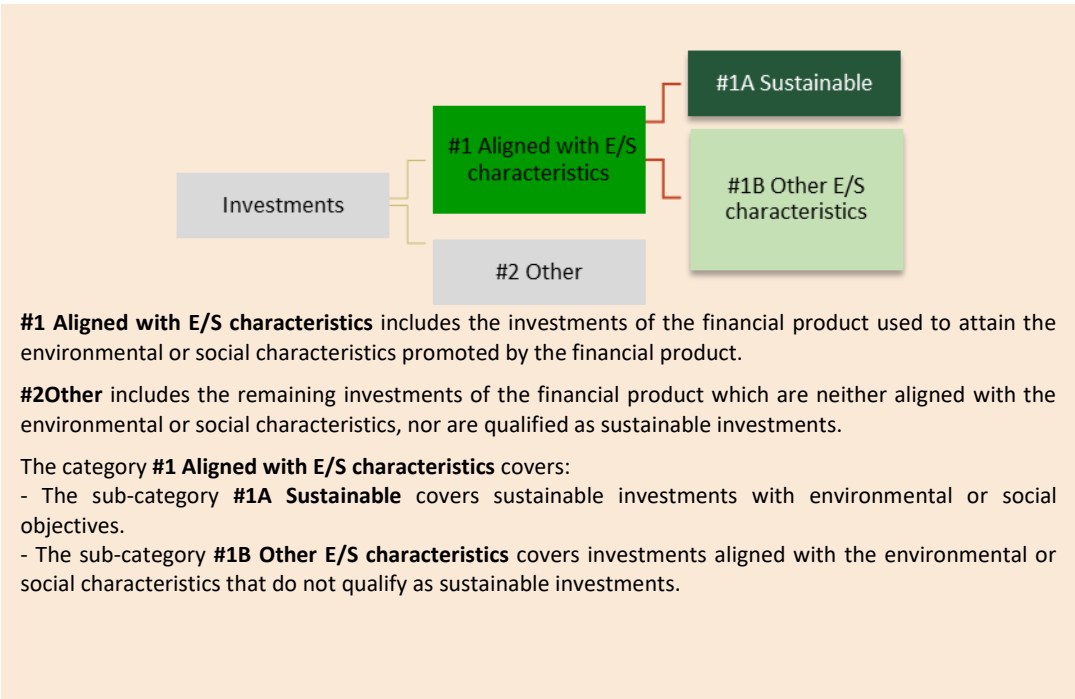 #1A Sustainable
#1 Aligned with E/S
characteristics
#1B Other E/S
characteristics
Investments
#2 Other
#1 Aligned with E/S characteristics includes the investments of the financial product used to attain the
environmental or social characteristics promoted by the financial product.
#2Other includes the remaining investments of the financial product which are neither aligned with the
environmental or social characteristics, nor are qualified as sustainable investments.
The category #1 Aligned with E/S characteristics covers:
- The sub-category #1A Sustainable covers sustainable investments with environmental or social
objectives.
- The sub-category #1B Other E/S characteristics covers investments aligned with the environmental or
social characteristics that do not qualify as sustainable investments.